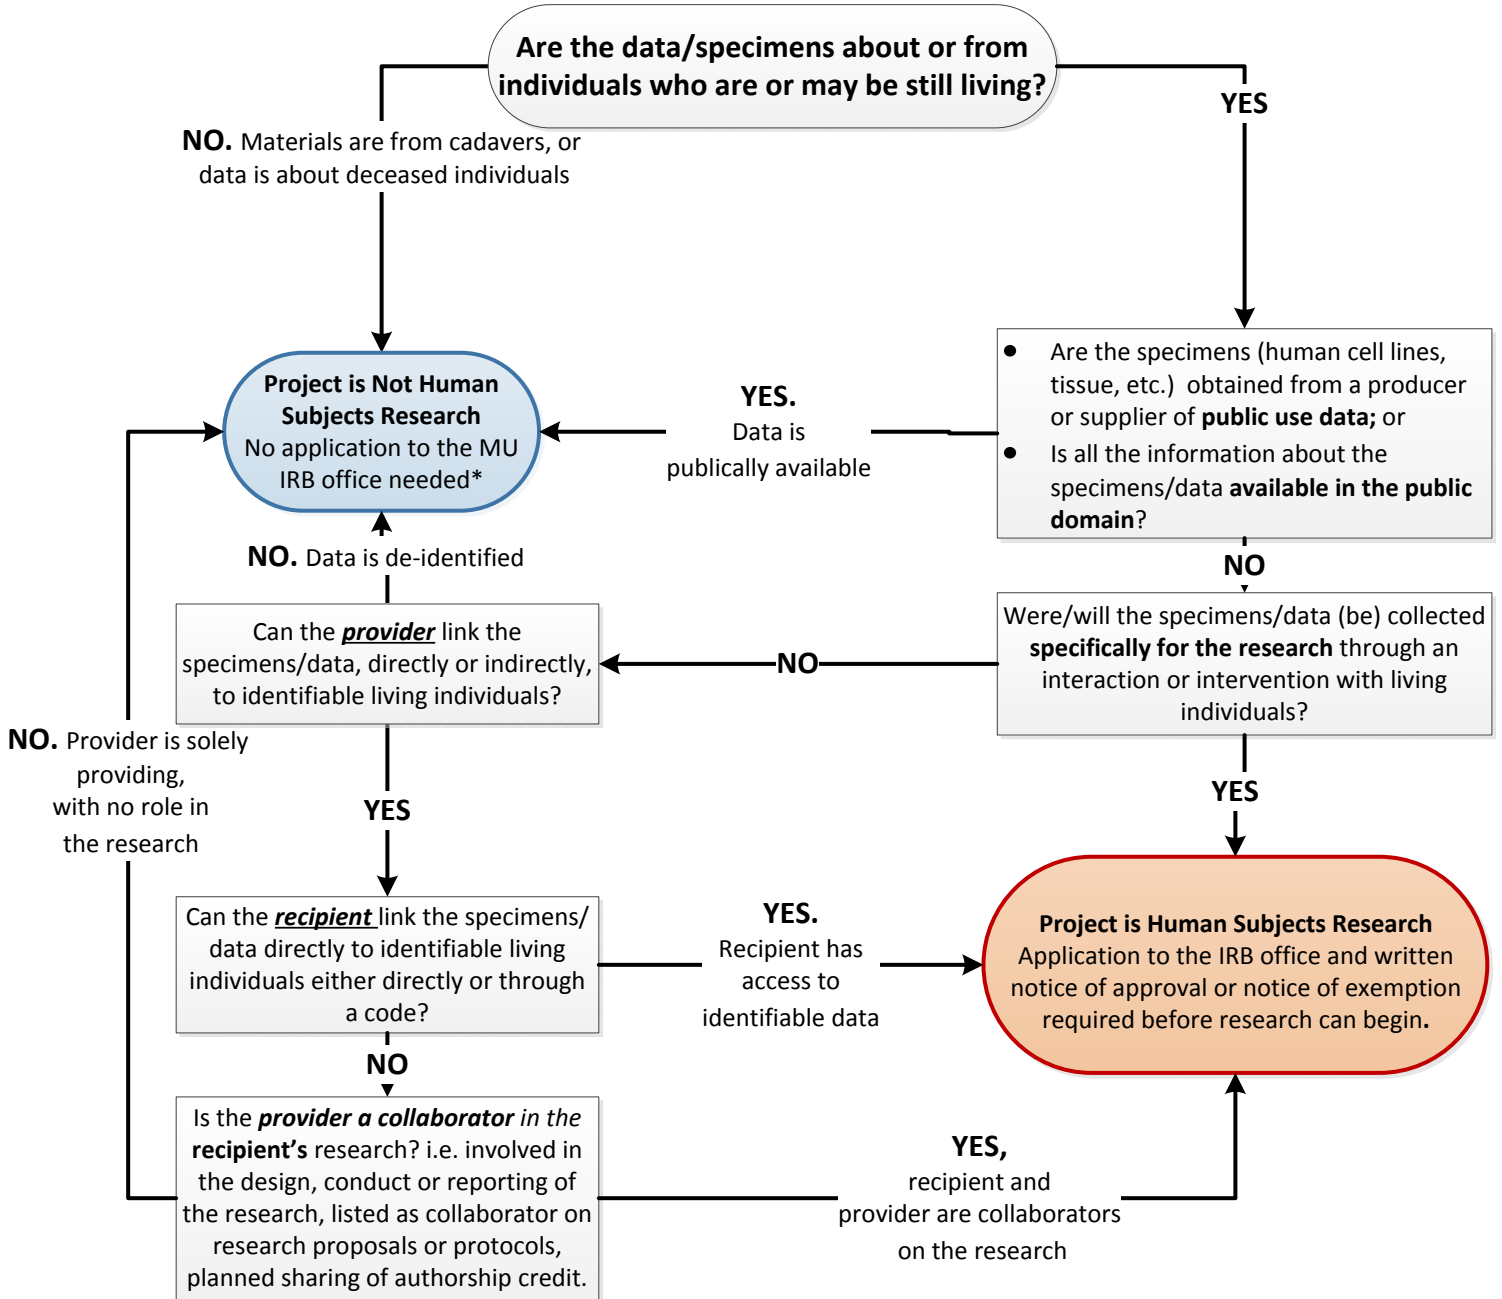 Are the data/specimens about or from
individuals who are or may be still living?
YES
NO. Materials are from cadavers, or
data is about deceased individuals
Project is Not Human
Subjects Research
No application to the MU
IRB office needed*
YES.
Data is
publically available
● Are the specimens (human cell lines,
tissue, etc.) obtained from a producer
or supplier of public use data; or
● Is all the information about the
specimens/data available in the public
domain?
NO. Data is de-identified
NO
Can the provider link the
specimens/data, directly or indirectly,
to identifiable living individuals?
NO
Were/will the specimens/data (be) collected
specifically for the research through an
interaction or intervention with living
individuals?
NO. Provider is solely
providing,
with no role in
the research
YES
YES
Can the recipient link the specimens/
data directly to identifiable living
individuals either directly or through
a code?
YES.
Recipient has
access to
identifiable data
Project is Human Subjects Research
Application to the IRB office and written
notice of approval or notice of exemption
required before research can begin.
NO
Is the provider a collaborator in the
recipient's research? i.e. involved in
the design, conduct or reporting of
the research, listed as collaborator on
research proposals or protocols,
planned sharing of authorship credit.
YES,
recipient and
provider are collaborators
on the research